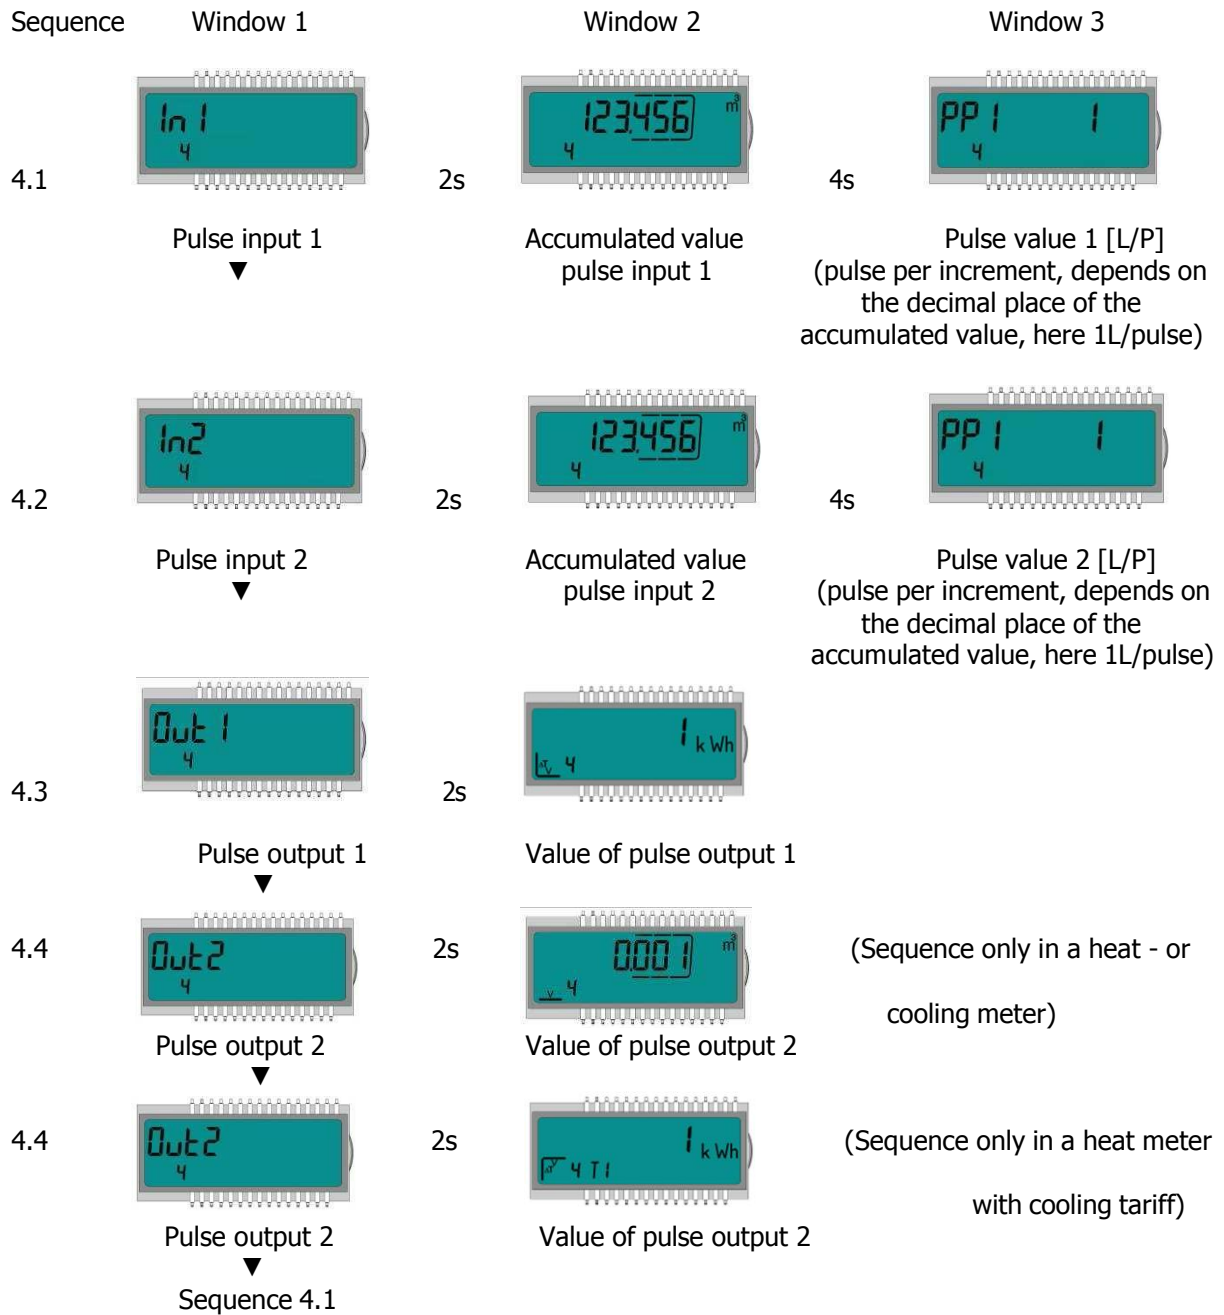 Sequence Window 1 Window 2 Window 3
In 1 123.456 m³ PP 1 1
4 4 4
4.1 2s 4s
Pulse input 1 Accumulated value Pulse value 1 [L/P]
▼ pulse input 1 (pulse per increment, depends on
the decimal place of the
accumulated value, here 1L/pulse)
In2 123.456 m³ PP 1 1
4 4 4
4.2 2s 4s
Pulse input 2 Accumulated value Pulse value 2 [L/P]
▼ pulse input 2 (pulse per increment, depends on
the decimal place of the
accumulated value, here 1L/pulse)
Out 1 1 kWh
4 4
4.3 2s
Pulse output 1 Value of pulse output 1
▼
4.4 Out2 2s 0.001 m³ (Sequence only in a heat - or
4 V 4 cooling meter)
Pulse output 2 Value of pulse output 2
▼
4.4 Out2 2s 1 kWh (Sequence only in a heat meter
4 4 T1 with cooling tariff)
Pulse output 2 Value of pulse output 2
▼
Sequence 4.1